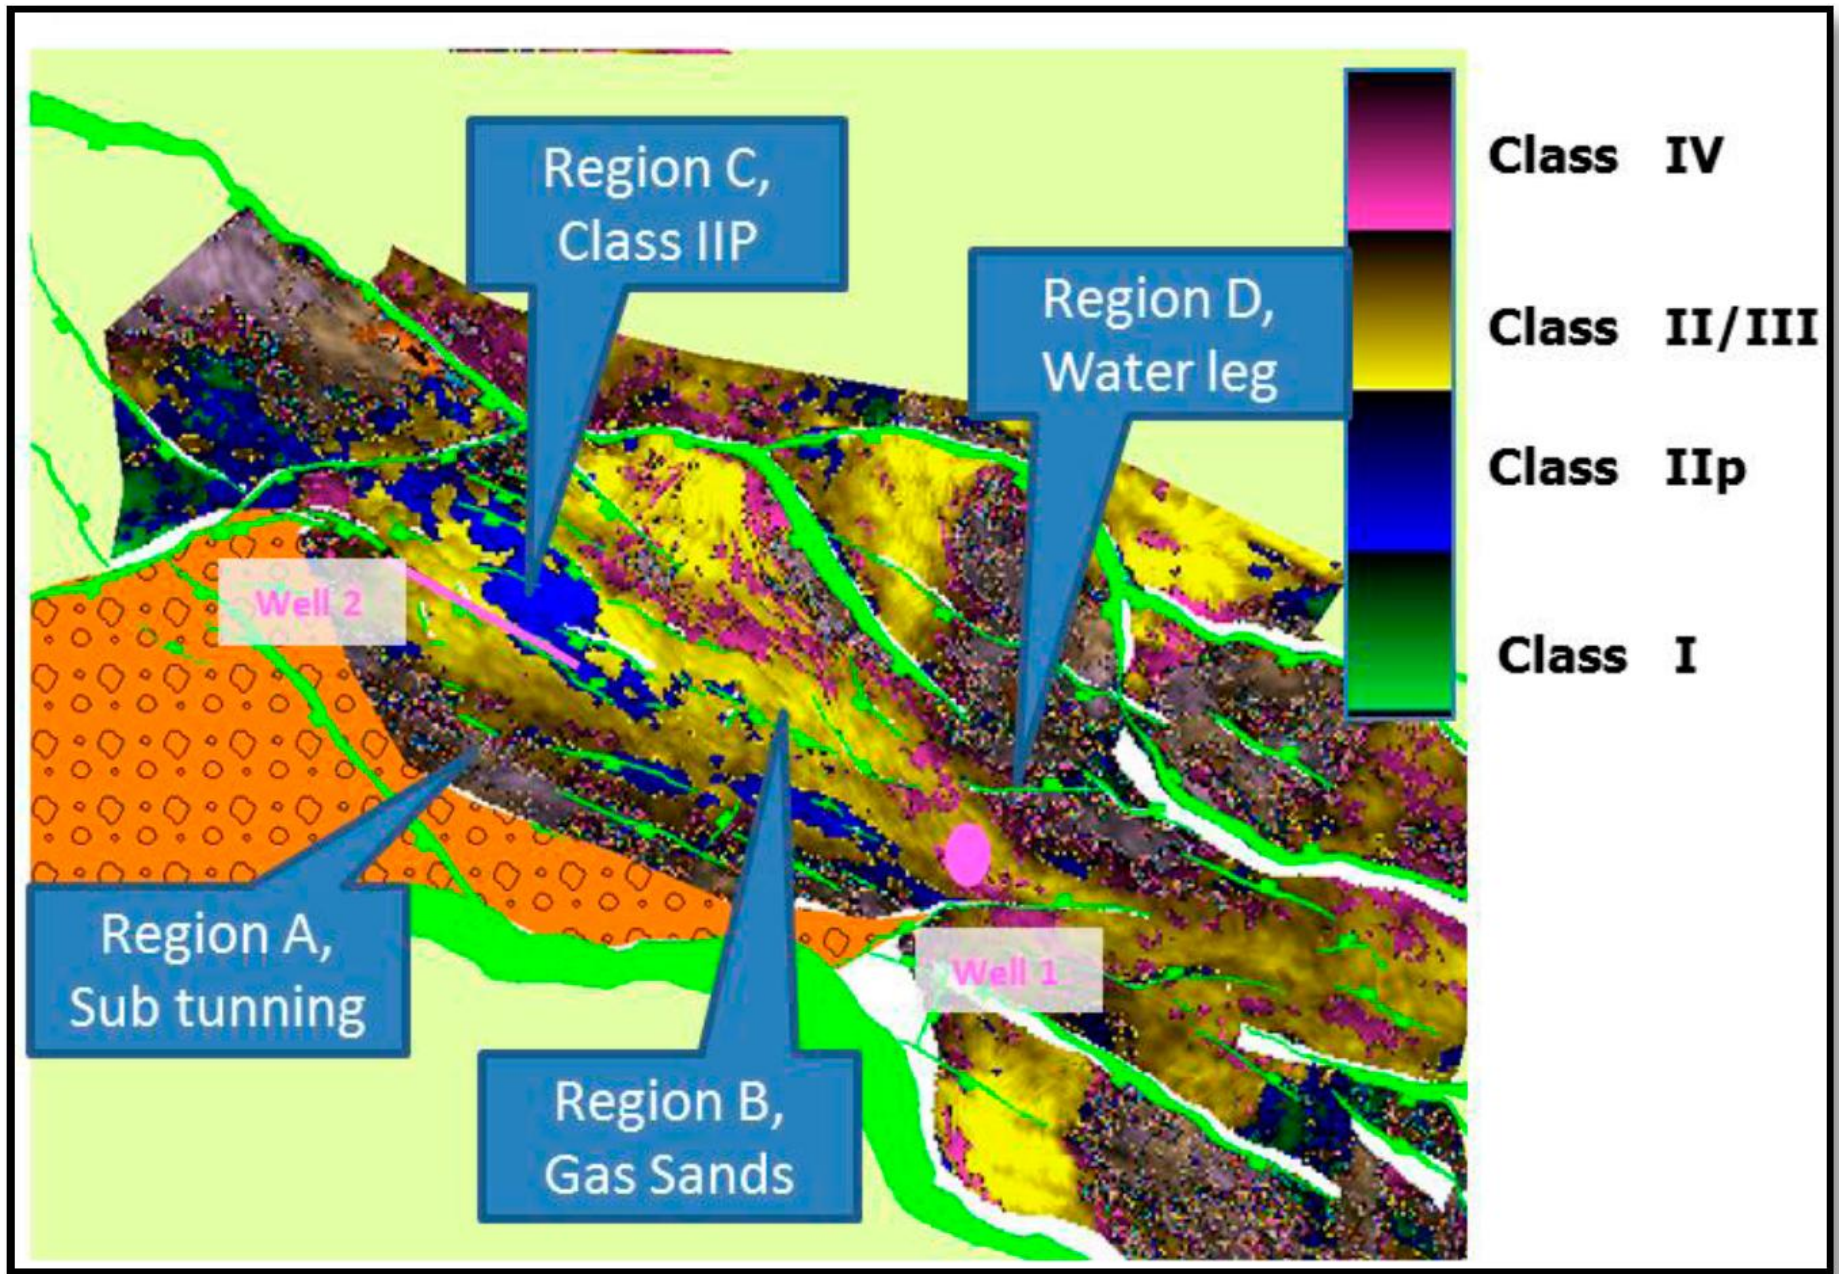 Region C,
Class IIP
Region D,
Water leg
Class IV
Class II/III
Class IIp
Class I
Well 2
Region A,
Sub tunning
Well 1
Region B,
Gas Sands